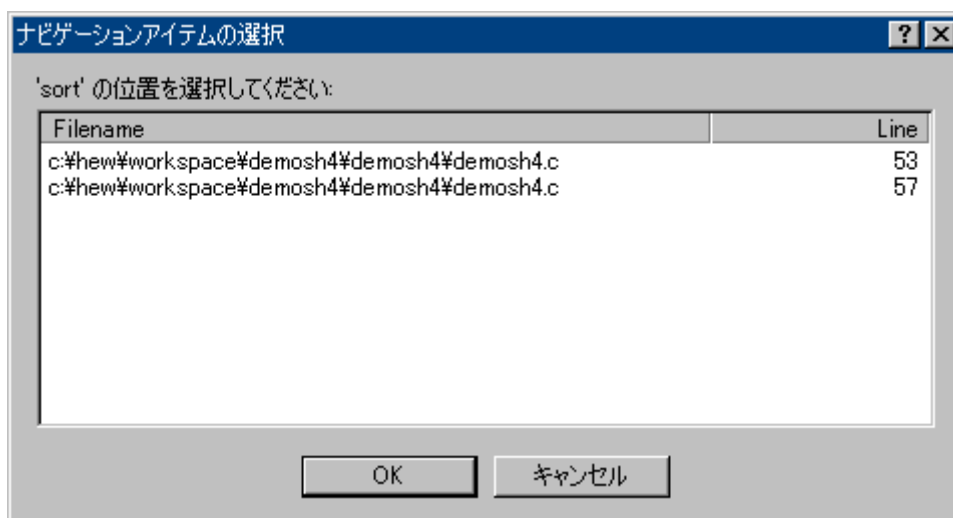 ナビゲーションアイテムの選択
'sort' の位置を選択してください:
Filename Line
c:¥hew¥workspace¥demosh4¥demosh4¥demosh4.c 53
c:¥hew¥workspace¥demosh4¥demosh4¥demosh4.c 57
OK キャンセル